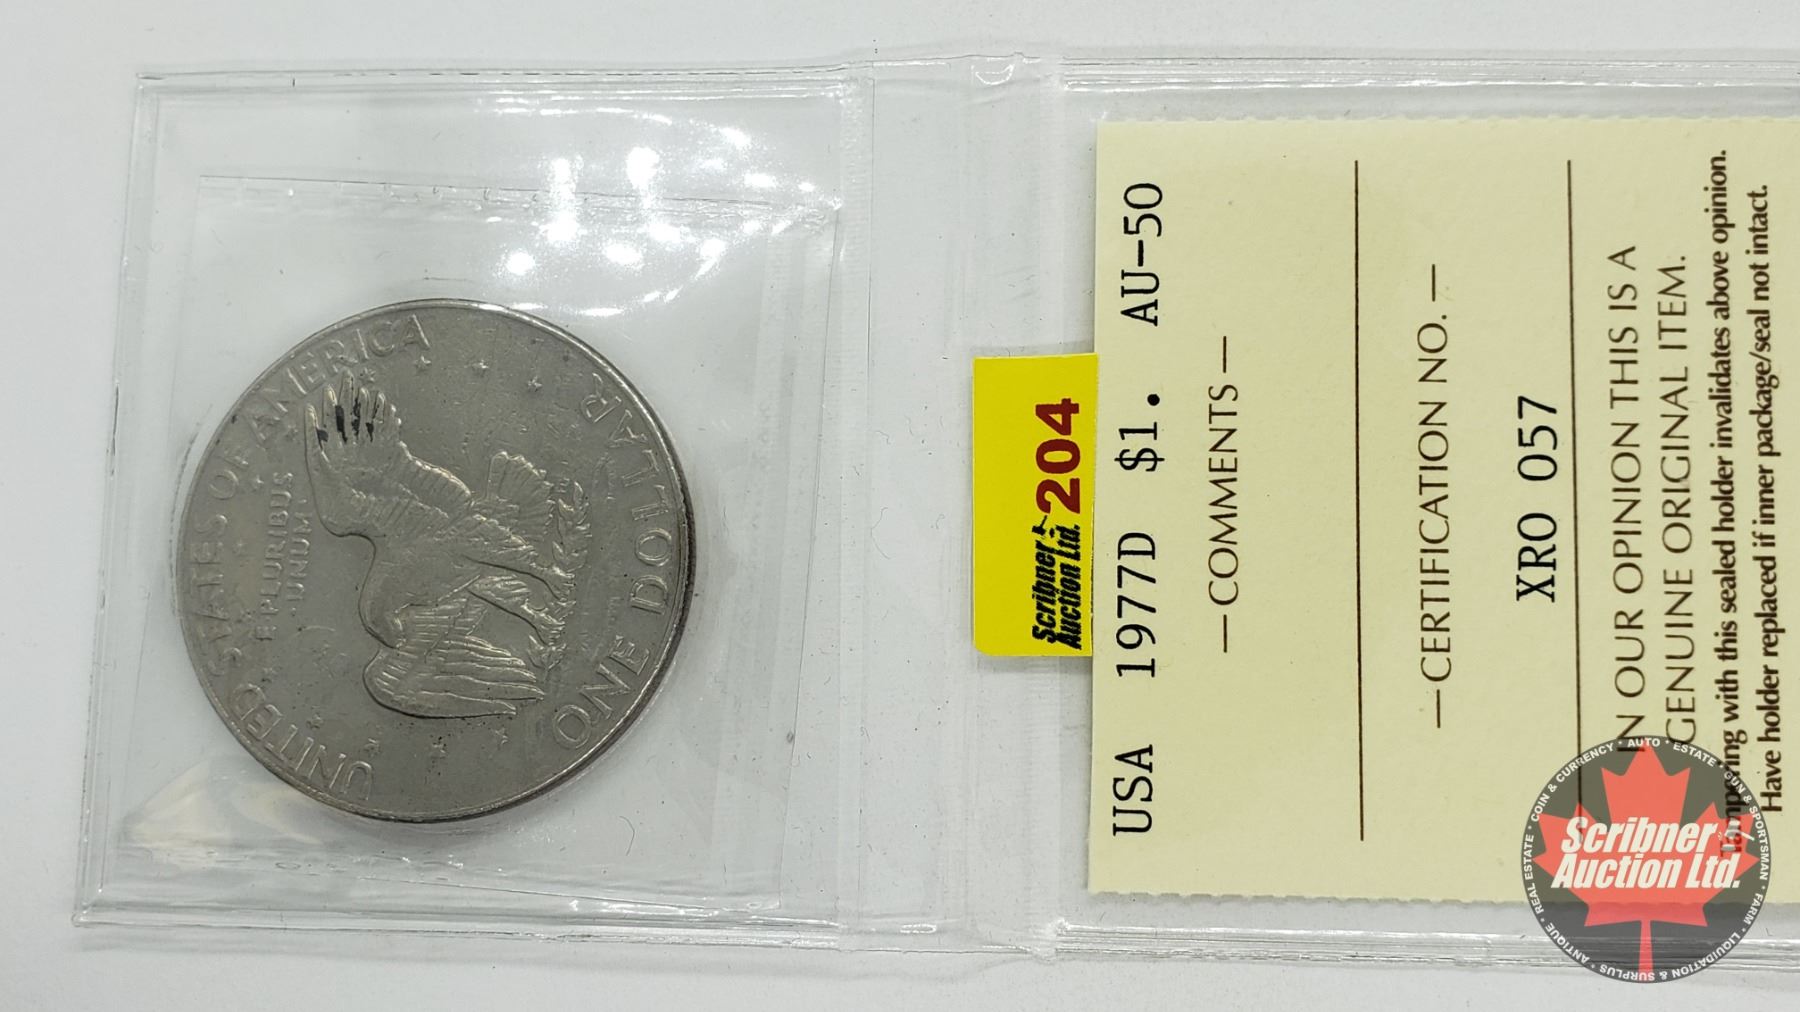 UNITED STATES OF AMERICA
E PLURIBUS
UNUM
ONE DOLLAR
Scribner
Auction Ltd.
204
USA 1977D $1. AU-50
—COMMENTS—
—CERTIFICATION NO.—
XRO 057
IN OUR OPINION THIS IS A
GENUINE ORIGINAL ITEM.
Tampering with this sealed holder invalidates above opinion.
Have holder replaced if inner package/seal not intact.
Scribner
Auction Ltd.
ANTIQUE • REAL ESTATE • COIN & CURRENCY • AUTO • ESTATE • GUN & SPORTSMAN • FARM • LIQUIDATION & SURPLUS •